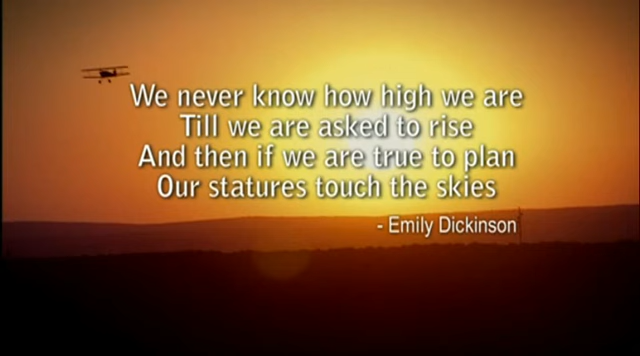 We never know how high we are
Till we are asked to rise
And then if we are true to plan
Our statures touch the skies
- Emily Dickinson